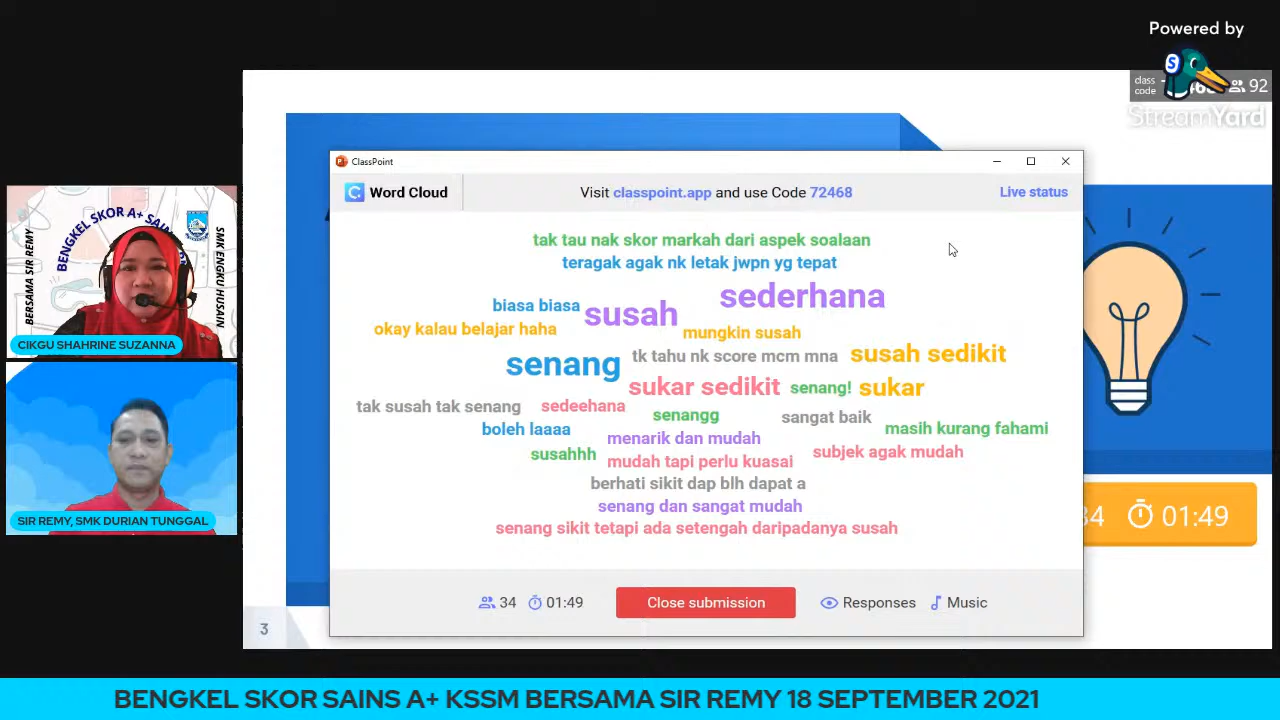 Powered by
StreamYard
class code
92
ClassPoint
Word Cloud
Visit classpoint.app and use Code 72468
Live status
tak tau nak skor markah dari aspek soalaan
teragak agak nk letak jwpn yg tepat
sederhana
biasa biasa
susah
okay kalau belajar haha
mungkin susah
senang
tk tahu nk score mcm mna
susah sedikit
sukar sedikit
senang!
sukar
tak susah tak senang
sedeehana
senangg
sangat baik
boleh laaaa
menarik dan mudah
masih kurang fahami
susahhh
mudah tapi perlu kuasai
subjek agak mudah
berhati sikit dap blh dapat a
senang dan sangat mudah
senang sikit tetapi ada setengah daripadanya susah
34
01:49
Close submission
Responses
Music
34
01:49
3
BENGKEL SKOR A+ SAINS
BERSAMA SIR REMY
SMK ENGKU HUSAIN
CIKGU SHAHRINE SUZANNA
SIR REMY, SMK DURIAN TUNGGAL
BENGKEL SKOR SAINS A+ KSSM BERSAMA SIR REMY 18 SEPTEMBER 2021